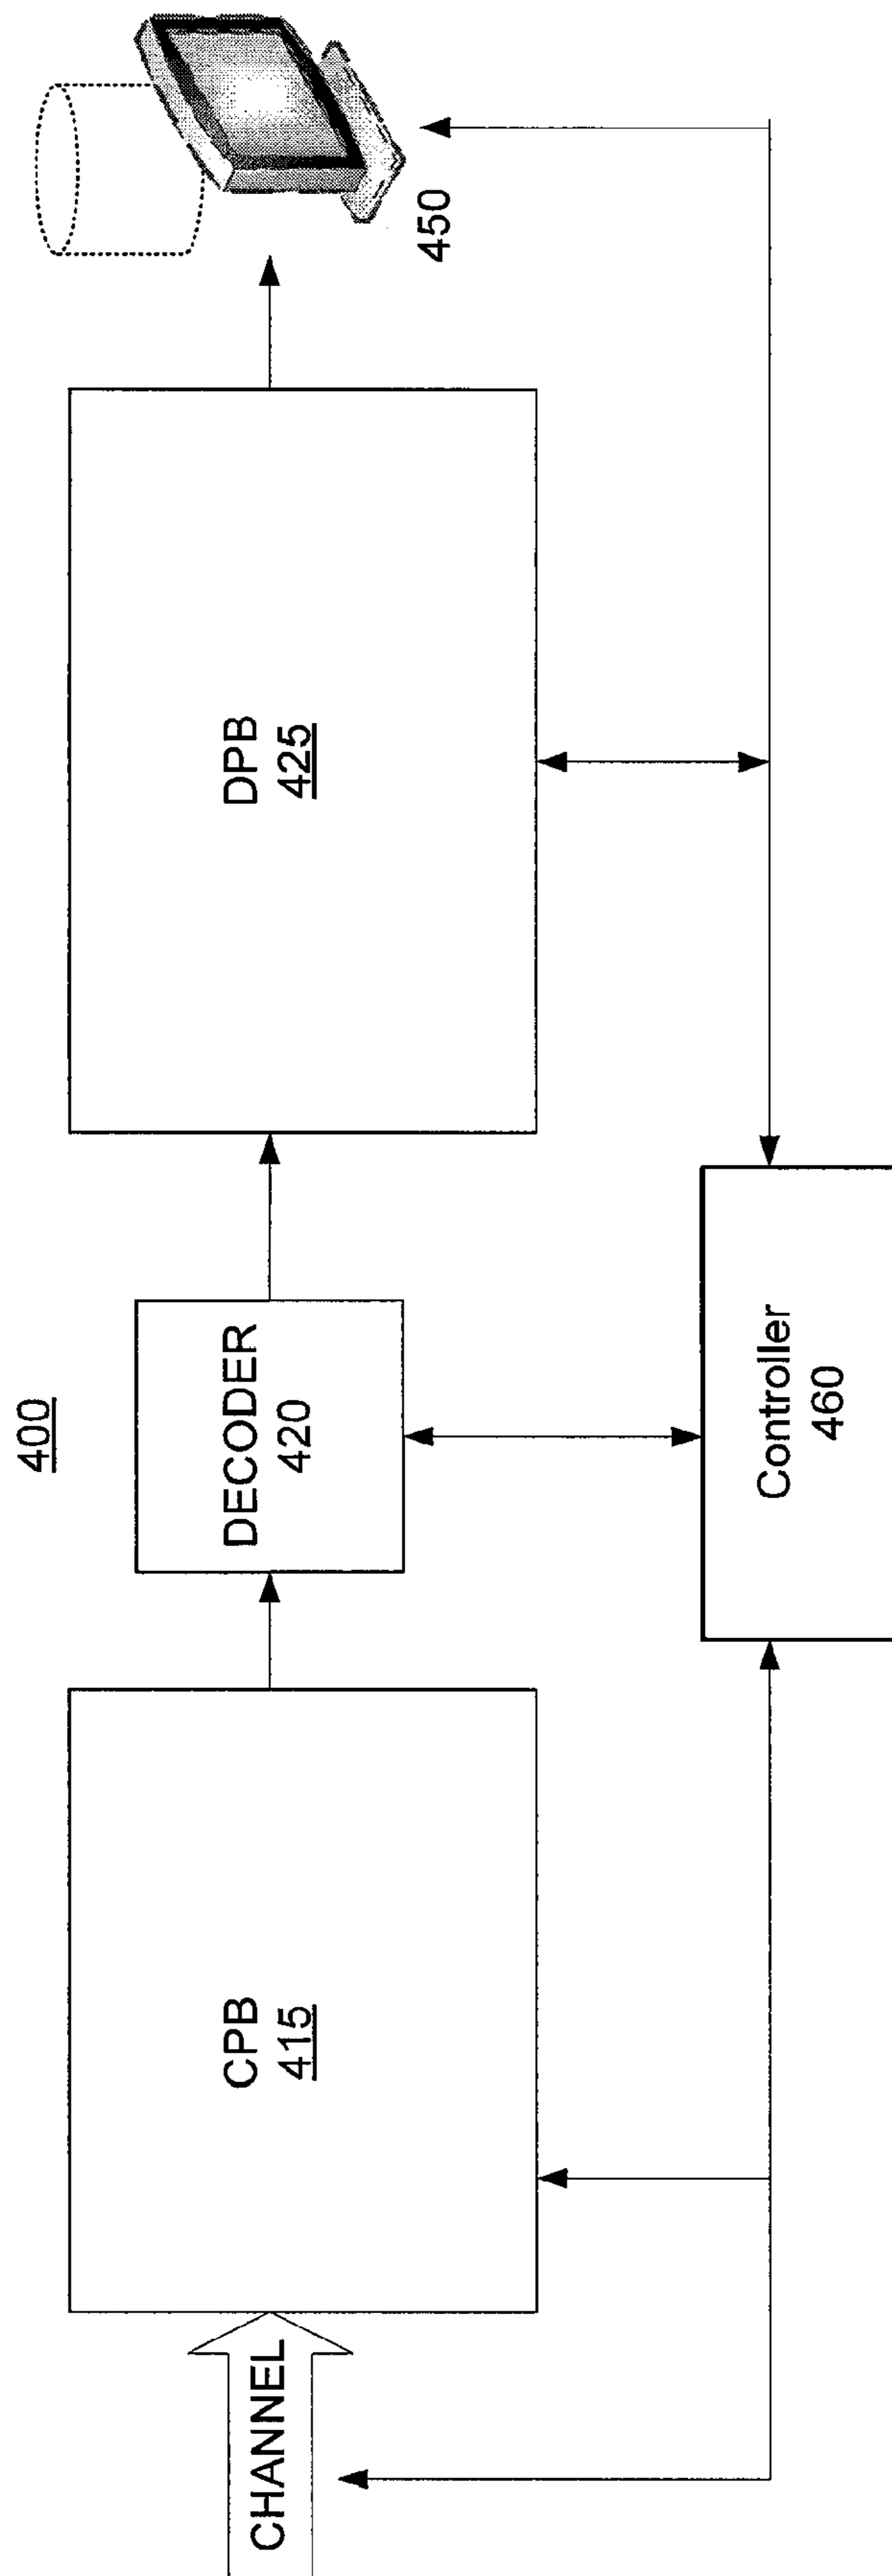 400
CHANNEL
CPB
415
DECODER
420
DPB
425
450
Controller
460